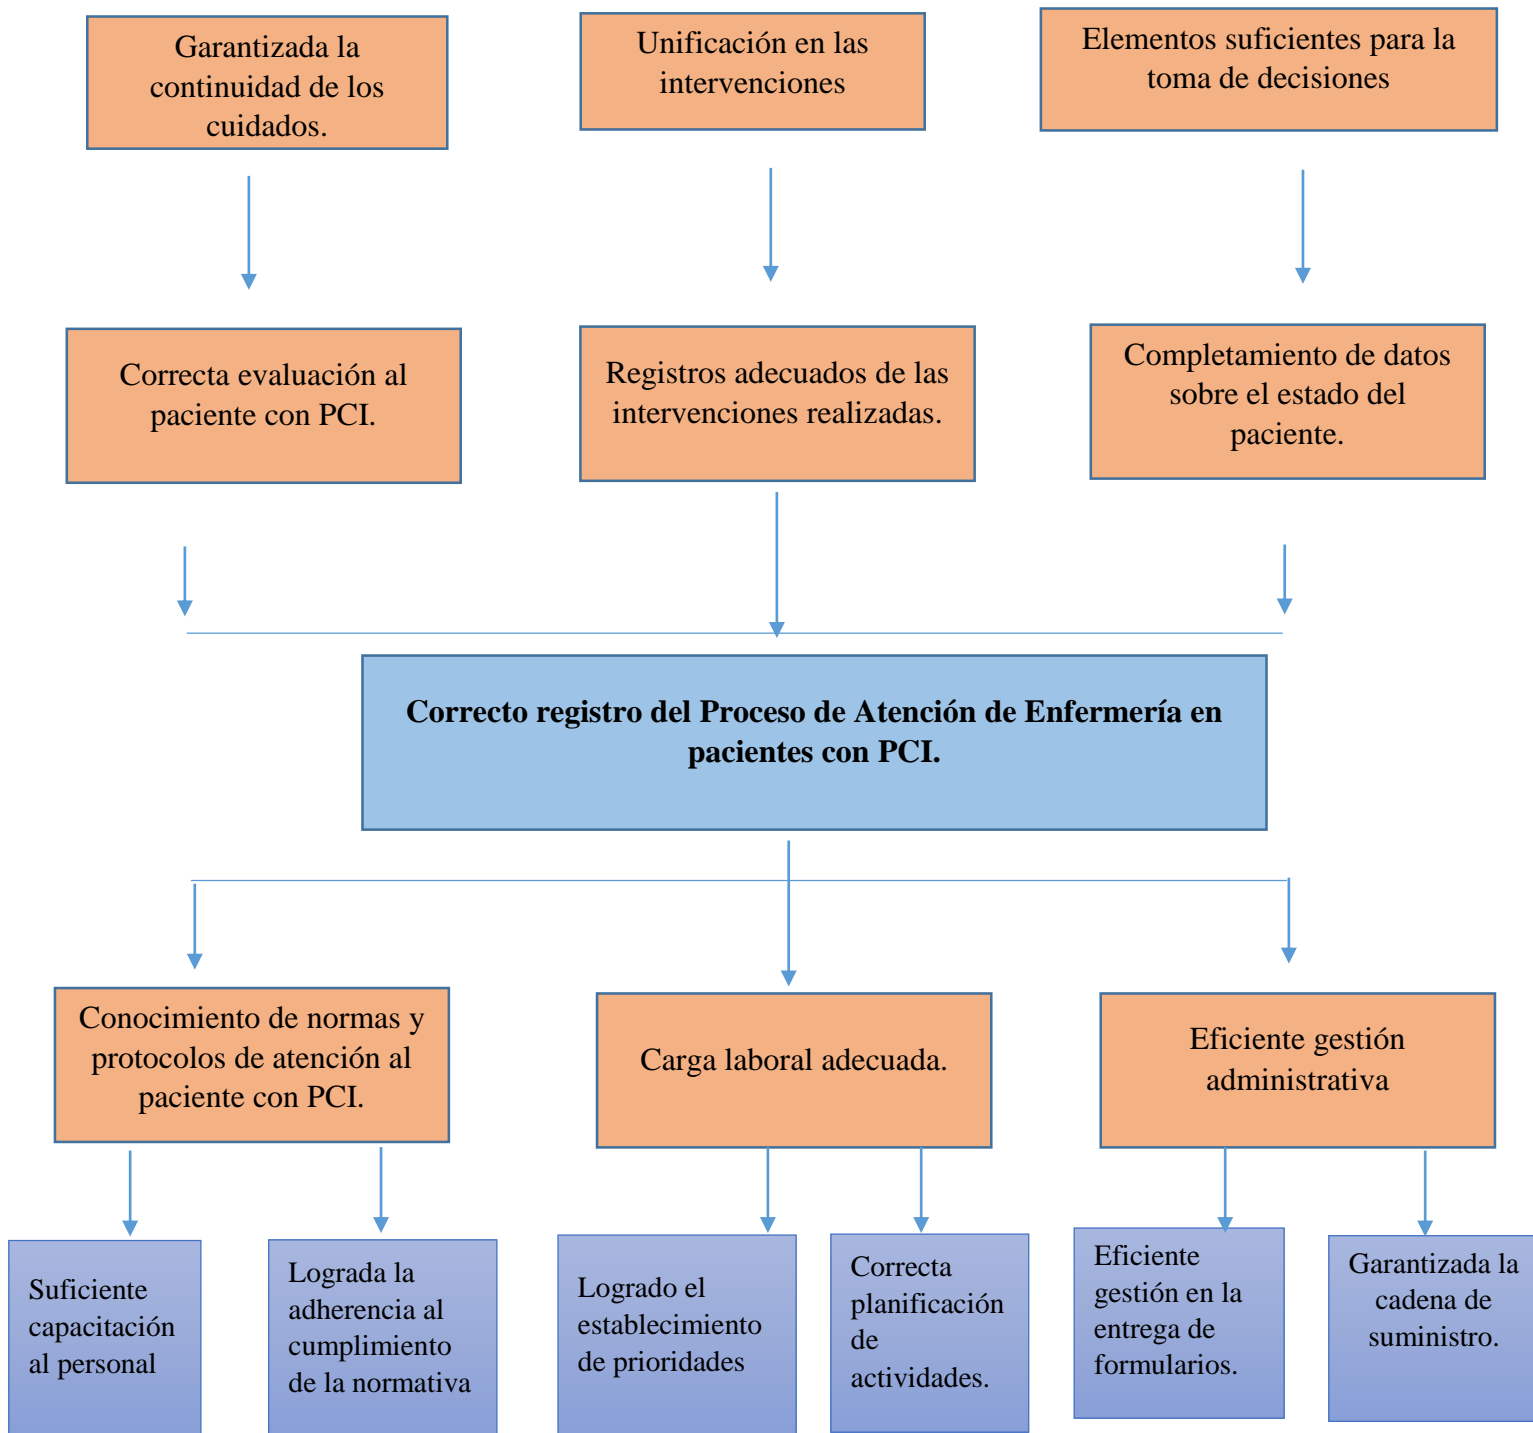 Garantizada la
continuidad de los
cuidados.
Unificación en las
intervenciones
Elementos suficientes para la
toma de decisiones
Correcta evaluación al
paciente con PCI.
Registros adecuados de las
intervenciones realizadas.
Completamiento de datos
sobre el estado del
paciente.
Correcto registro del Proceso de Atención de Enfermería en
pacientes con PCI.
Conocimiento de normas y
protocolos de atención al
paciente con PCI.
Carga laboral adecuada.
Eficiente gestión
administrativa
Suficiente
capacitación
al personal
Lograda la
adherencia al
cumplimiento
de la normativa
Logrado el
establecimiento
de prioridades
Correcta
planificación
de
actividades.
Eficiente
gestión en la
entrega de
formularios.
Garantizada la
cadena de
suministro.